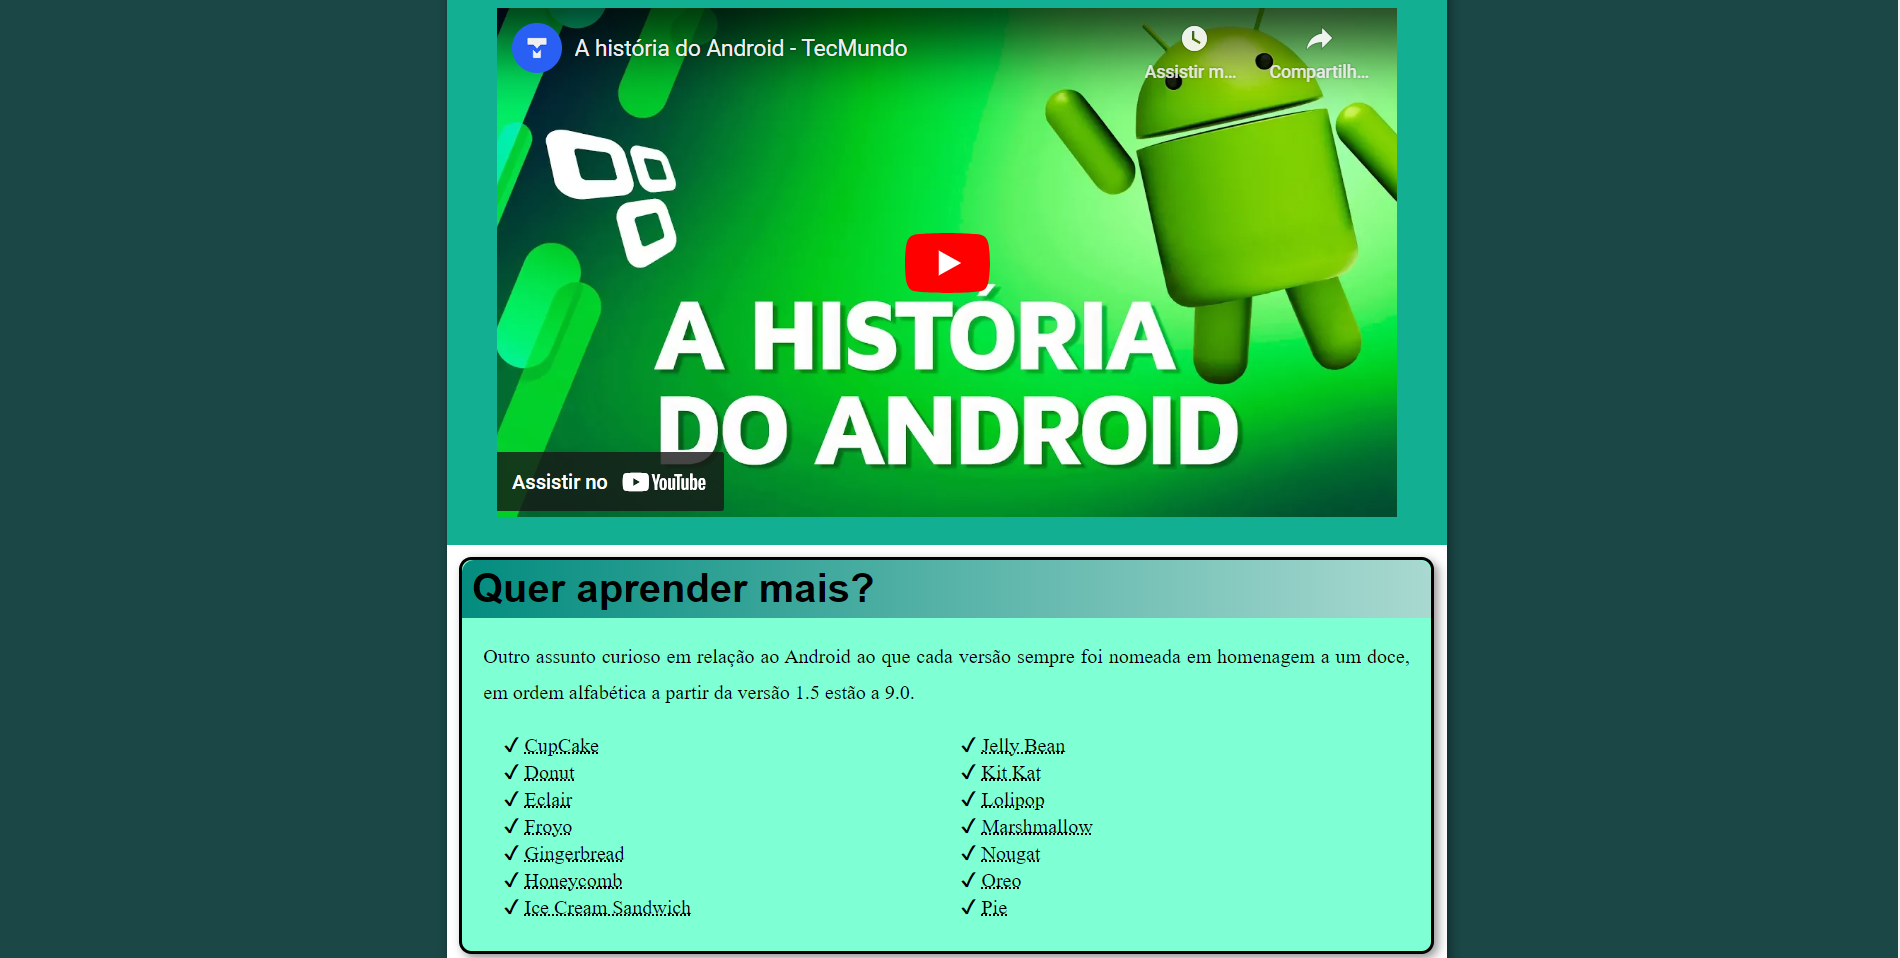 A história do Android - TecMundo
Assistir m...
Compartilh...
A HISTÓRIA
DO ANDROID
Assistir no YouTube
Quer aprender mais?
Outro assunto curioso em relação ao Android ao que cada versão sempre foi nomeada em homenagem a um doce,
em ordem alfabética a partir da versão 1.5 estão a 9.0.
✓ CupCake
✓ Donut
✓ Eclair
✓ Froyo
✓ Gingerbread
✓ Honeycomb
✓ Ice Cream Sandwich
✓ Jelly Bean
✓ Kit Kat
✓ Lolipop
✓ Marshmallow
✓ Nougat
✓ Oreo
✓ Pie